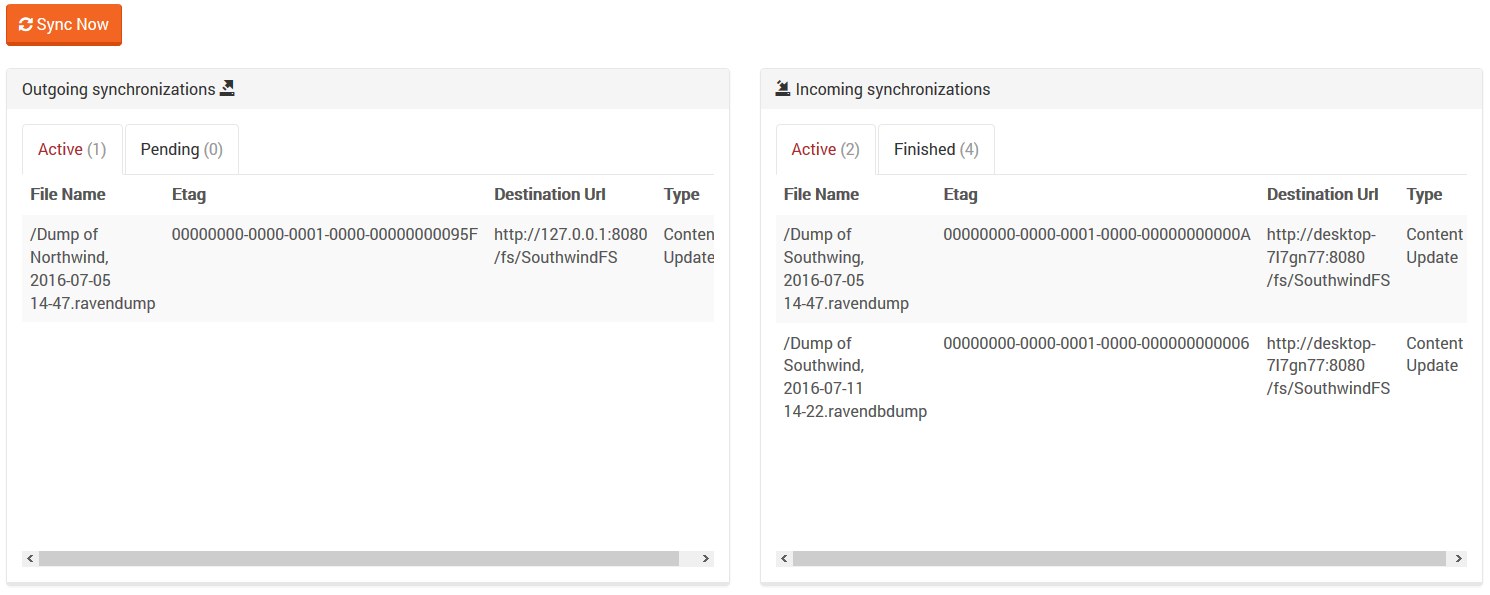 Sync Now
Outgoing synchronizations
Active (1) Pending (0)
File Name Etag Destination Url Type
/Dump of 00000000-0000-0001-0000-00000000095F http://127.0.0.1:8080 Conten
Northwind, /fs/SouthwindFS Update
2016-07-05
14-47.ravendump
Incoming synchronizations
Active (2) Finished (4)
File Name Etag Destination Url Type
/Dump of 00000000-0000-0001-0000-00000000000A http://desktop- Content
Southwing, 7l7gn77:8080 Update
2016-07-05 /fs/SouthwindFS
14-47.ravendump
/Dump of 00000000-0000-0001-0000-000000000006 http://desktop- Content
Southwind, 7l7gn77:8080 Update
2016-07-11 /fs/SouthwindFS
14-22.ravendbdump